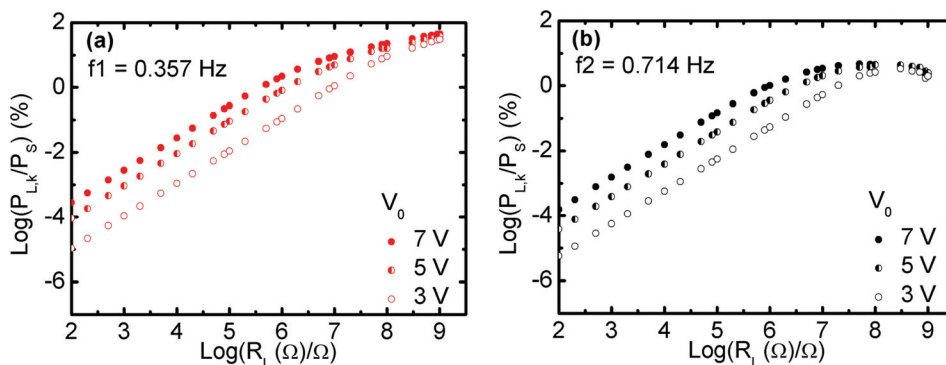 (a)
f1 = 0.357 Hz
Log(P_L,k/P_S) (%)
2
0
-2
-4
-6
V_0
7 V
5 V
3 V
2 3 4 5 6 7 8 9
Log(R_L (Ω)/Ω)
(b)
f2 = 0.714 Hz
Log(P_L,k/P_S) (%)
2
0
-2
-4
-6
V_0
7 V
5 V
3 V
2 3 4 5 6 7 8 9
Log(R_L (Ω)/Ω)